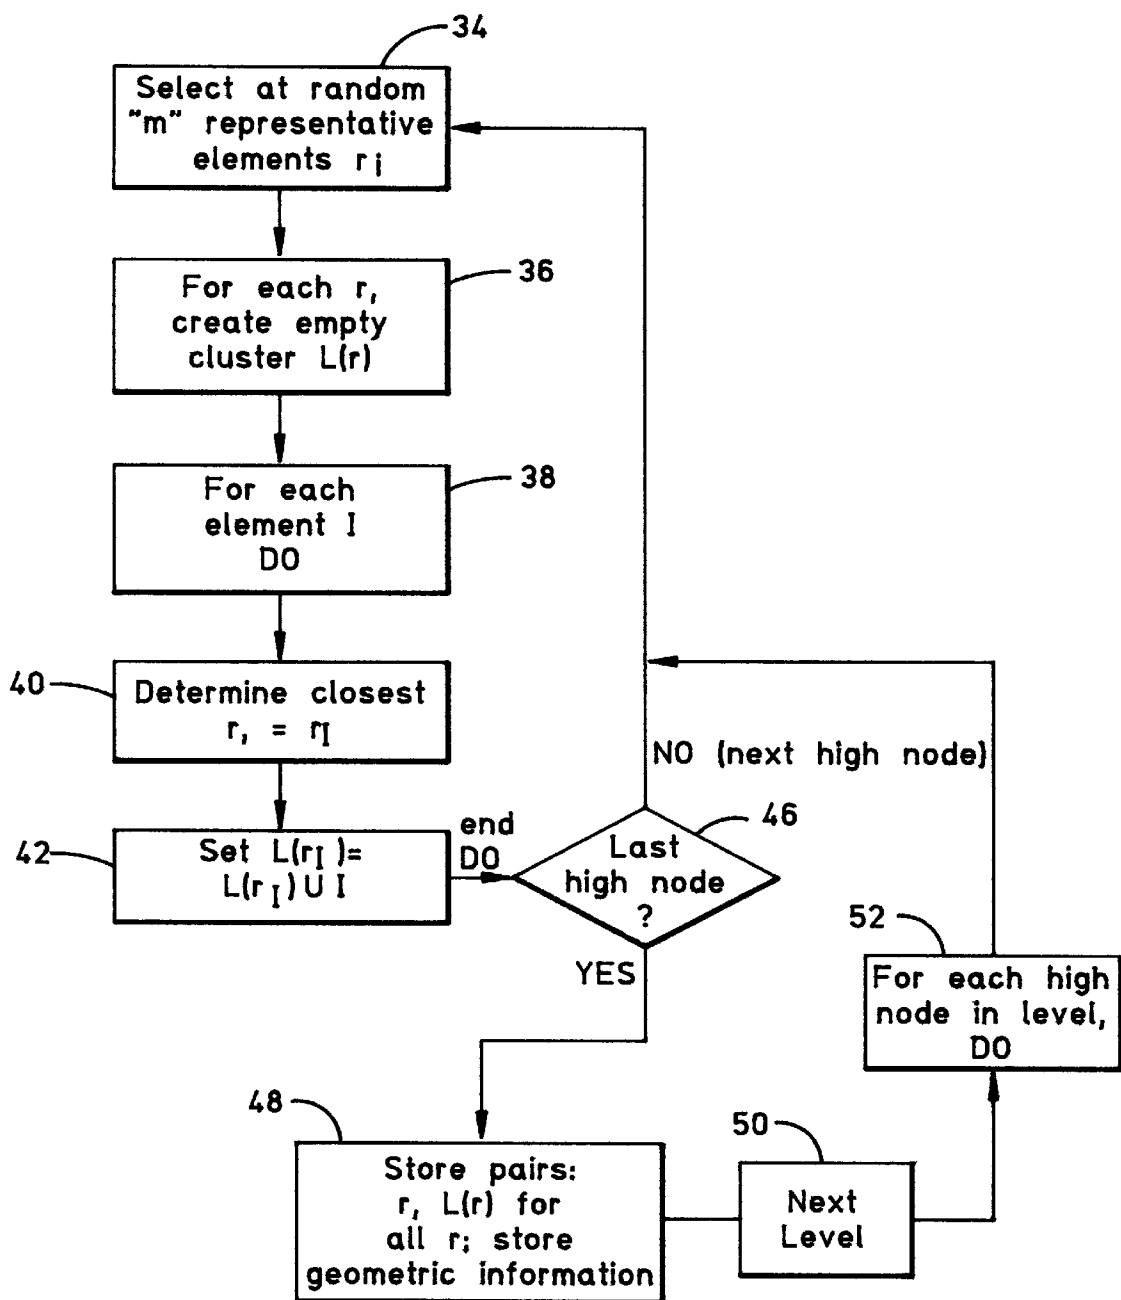 34
Select at random
"m" representative
elements ri
36
For each r,
create empty
cluster L(r)
38
For each
element I
DO
40
Determine closest
r, = rI
42
Set L(rI)=
L(rI) U I
end
DO
46
Last
high node
?
NO (next high node)
YES
48
Store pairs:
r, L(r) for
all r; store
geometric information
50
Next
Level
52
For each high
node in level,
DO